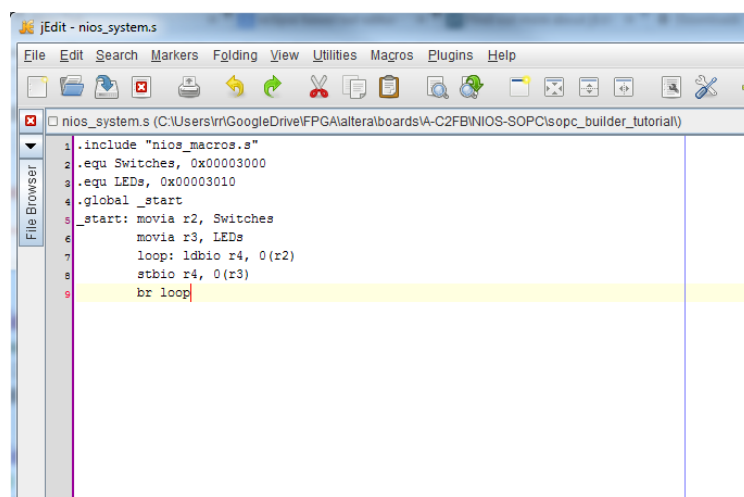 jEdit - nios_system.s
File Edit Search Markers Folding View Utilities Macros Plugins Help
nios_system.s (C:\Users\rr\GoogleDrive\FPGA\altera\boards\A-C2FB\NIOS-SOPC\sopc_builder_tutorial\)
File Browser
1 .include "nios_macros.s"
2 .equ Switches, 0x00003000
3 .equ LEDs, 0x00003010
4 .global _start
5 _start: movia r2, Switches
6 movia r3, LEDs
7 loop: ldbio r4, 0(r2)
8 stbio r4, 0(r3)
9 br loop